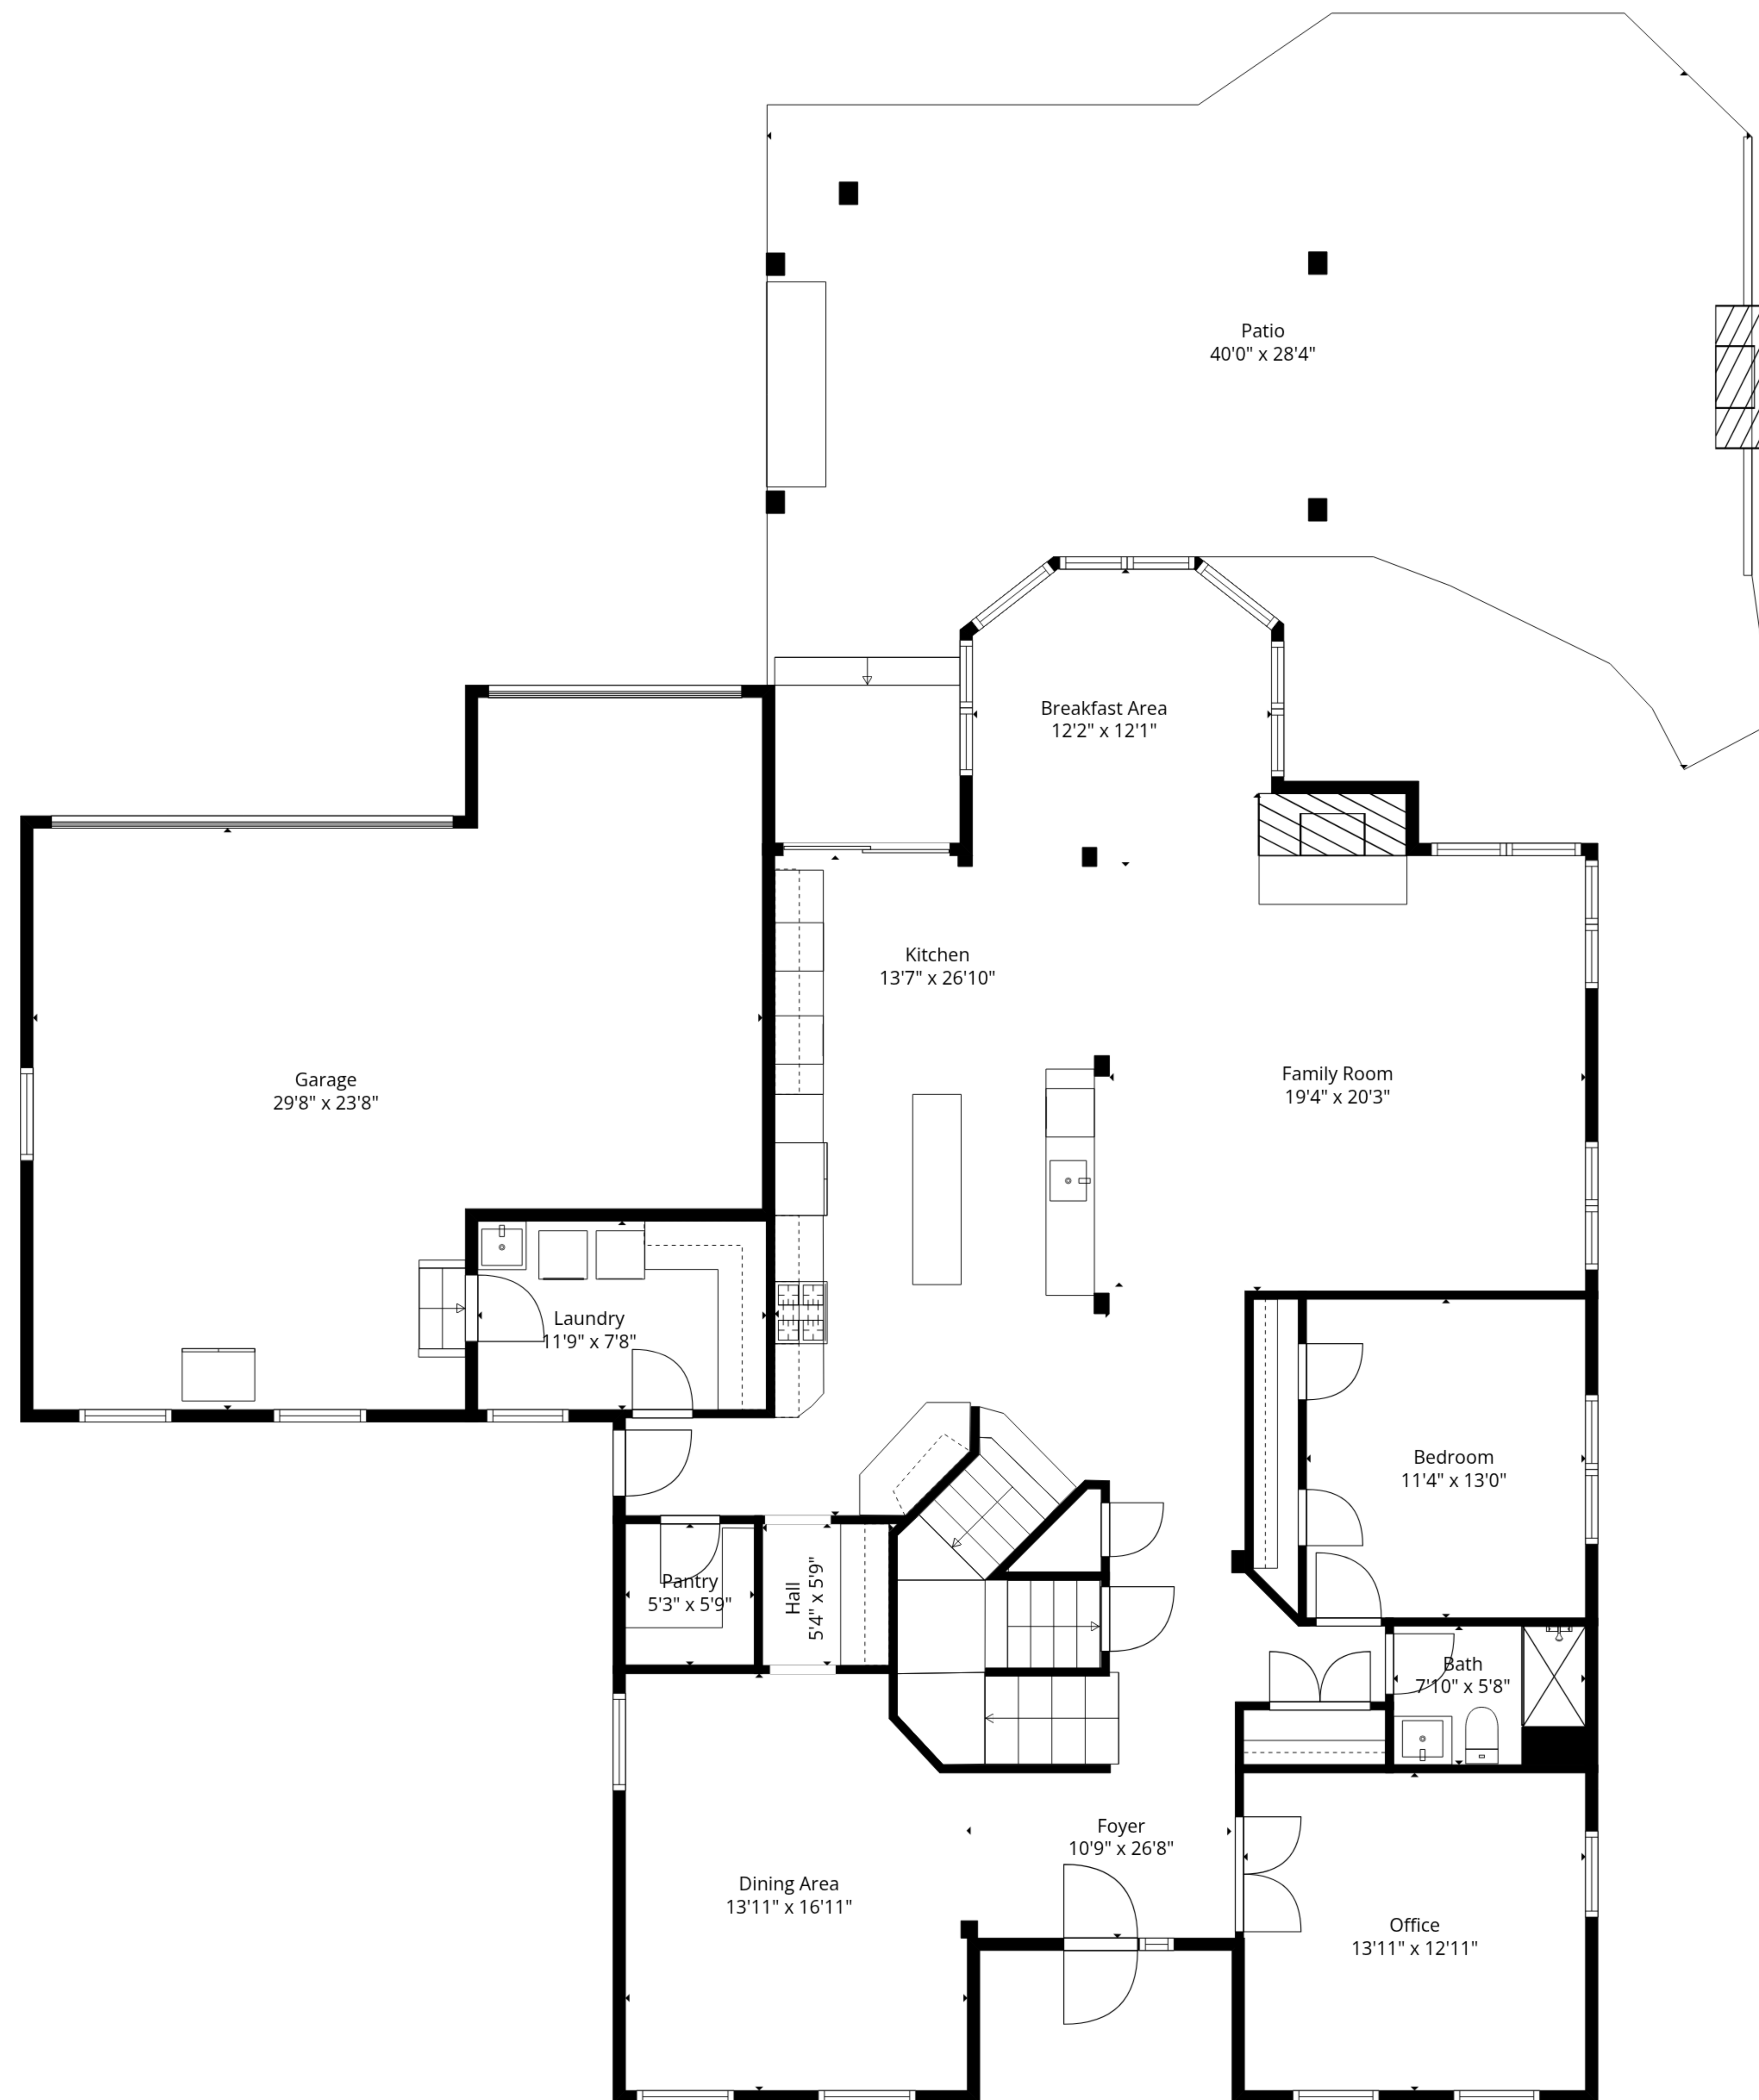 Patio
40'0" x 28'4"
Breakfast Area
12'2" x 12'1"
Kitchen
13'7" x 26'10"
Family Room
19'4" x 20'3"
Garage
29'8" x 23'8"
Laundry
11'9" x 7'8"
Bedroom
11'4" x 13'0"
Pantry
5'3" x 5'9"
Hall
5'4" x 5'9"
Bath
7'10" x 5'8"
Foyer
10'9" x 26'8"
Dining Area
13'11" x 16'11"
Office
13'11" x 12'11"